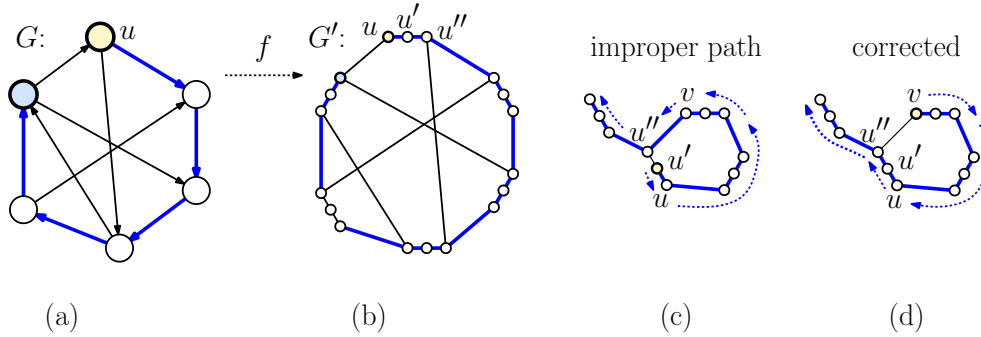 G: u f G′: u u′ u′′
improper path corrected
v v
u′′ u′′
u′ u′
u u
(a) (b) (c) (d)